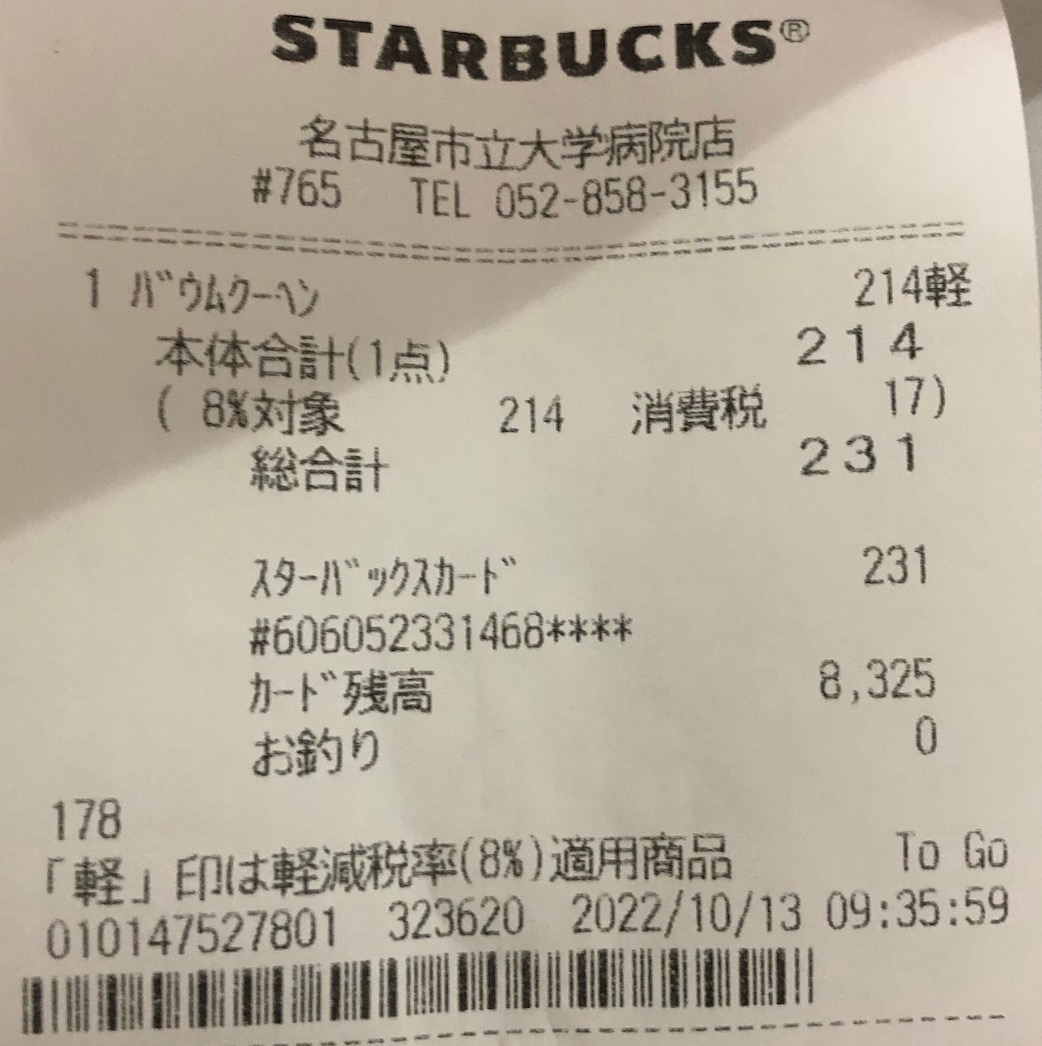 STARBUCKS®
名古屋市立大学病院店
#765 TEL 052-858-3155
1 バウムクーヘン 214軽
本体合計(1点) 214
( 8%対象 214 消費税 17)
総合計 231
スターバックスカード 231
#606052331468****
カード残高 8,325
お釣り 0
178
「軽」印は軽減税率(8%)適用商品 To Go
010147527801 323620 2022/10/13 09:35:59